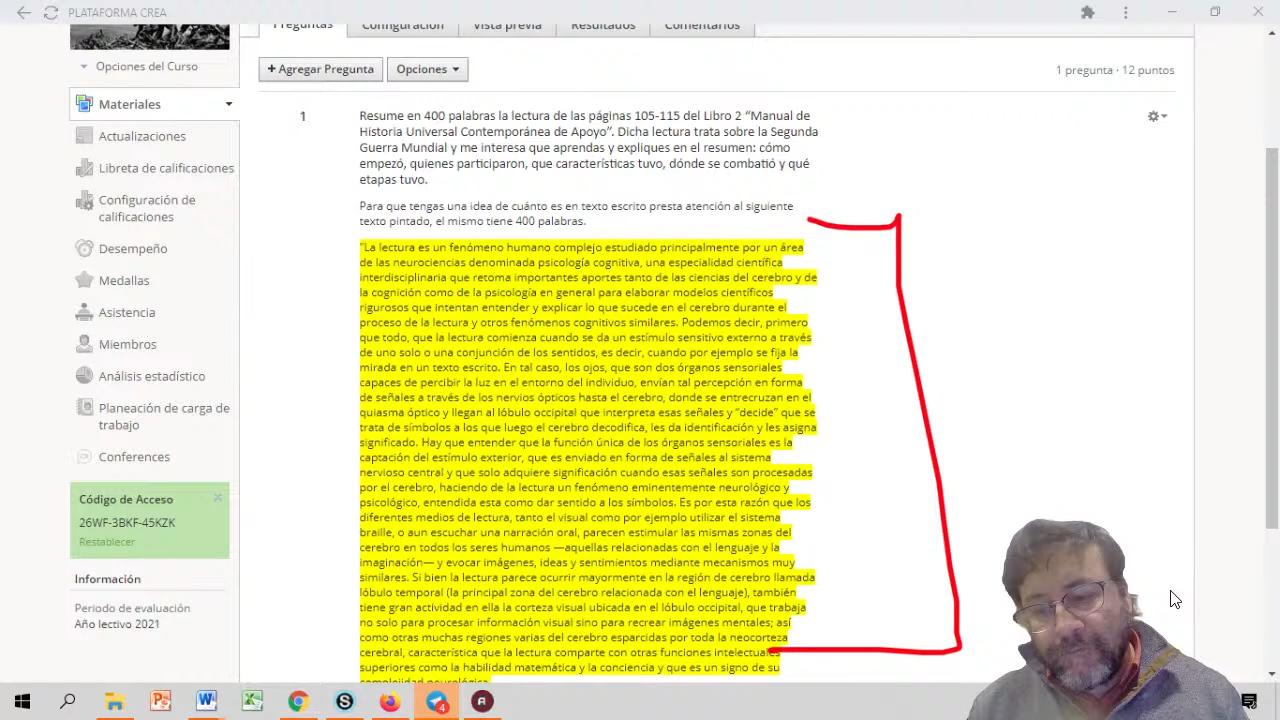 PLATAFORMA CREA
Preguntas
Configuración
Vista previa
Resultados
Comentarios
Opciones del Curso
+ Agregar Pregunta
Opciones
1 pregunta · 12 puntos
Materiales
Actualizaciones
Libreta de calificaciones
Configuración de
calificaciones
Desempeño
Medallas
Asistencia
Miembros
Análisis estadístico
Planeación de carga de
trabajo
Conferences
Código de Acceso
26WF-3BKF-45KZK
Restablecer
Información
Periodo de evaluación
Año lectivo 2021
1
Resume en 400 palabras la lectura de las páginas 105-115 del Libro 2 “Manual de
Historia Universal Contemporánea de Apoyo”. Dicha lectura trata sobre la Segunda
Guerra Mundial y me interesa que aprendas y expliques en el resumen: cómo
empezó, quienes participaron, que características tuvo, dónde se combatió y qué
etapas tuvo.
Para que tengas una idea de cuánto es en texto escrito presta atención al siguiente
texto pintado, el mismo tiene 400 palabras.
"La lectura es un fenómeno humano complejo estudiado principalmente por un área
de las neurociencias denominada psicología cognitiva, una especialidad científica
interdisciplinaria que retoma importantes aportes tanto de las ciencias del cerebro y de
la cognición como de la psicología en general para elaborar modelos científicos
rigurosos que intentan entender y explicar lo que sucede en el cerebro durante el
proceso de la lectura y otros fenómenos cognitivos similares. Podemos decir, primero
que todo, que la lectura comienza cuando se da un estímulo sensitivo externo a través
de uno solo o una conjunción de los sentidos, es decir, cuando por ejemplo se fija la
mirada en un texto escrito. En tal caso, los ojos, que son dos órganos sensoriales
capaces de percibir la luz en el entorno del individuo, envían tal percepción en forma
de señales a través de los nervios ópticos hasta el cerebro, donde se entrecruzan en el
quiasma óptico y llegan al lóbulo occipital que interpreta esas señales y “decide” que se
trata de símbolos a los que luego el cerebro decodifica, les da identificación y les asigna
significado. Hay que entender que la función única de los órganos sensoriales es la
captación del estímulo exterior, que es enviado en forma de señales al sistema
nervioso central y que solo adquiere significación cuando esas señales son procesadas
por el cerebro, haciendo de la lectura un fenómeno eminentemente neurológico y
psicológico, entendida esta como dar sentido a los símbolos. Es por esta razón que los
diferentes medios de lectura, tanto el visual como por ejemplo utilizar el sistema
braille, o aun escuchar una narración oral, parecen estimular las mismas zonas del
cerebro en todos los seres humanos —aquellas relacionadas con el lenguaje y la
imaginación— y evocar imágenes, ideas y sentimientos mediante mecanismos muy
similares. Si bien la lectura parece ocurrir mayormente en la región de cerebro llamada
lóbulo temporal (la principal zona del cerebro relacionada con el lenguaje), también
tiene gran actividad en ella la corteza visual ubicada en el lóbulo occipital, que trabaja
no solo para procesar información visual sino para recrear imágenes mentales; así
como otras muchas regiones varias del cerebro esparcidas por toda la neocorteza
cerebral, característica que la lectura comparte con otras funciones intelectuales
superiores como la habilidad matemática y la conciencia y que es un signo de su
complejidad neurológica.
4